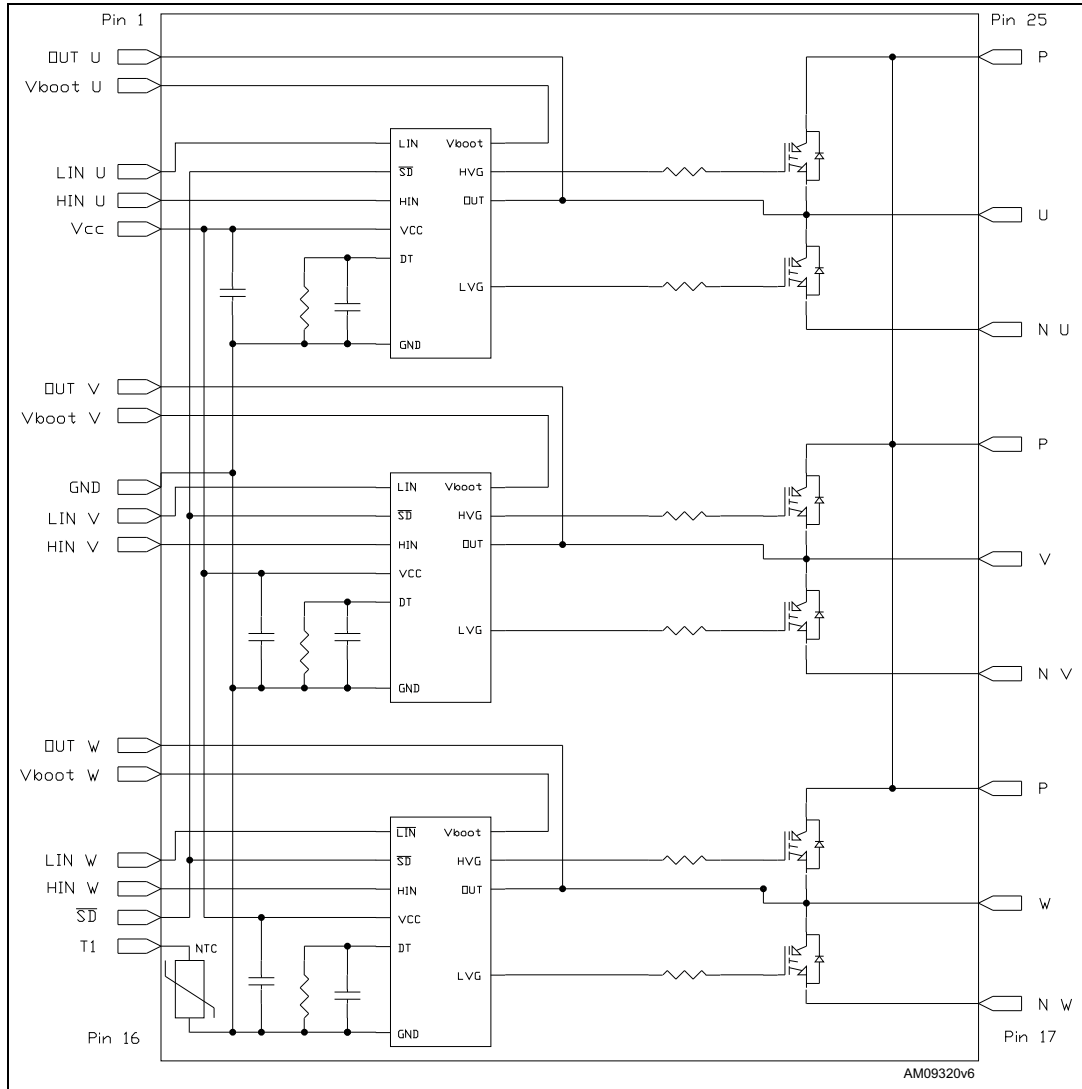 Pin 1
Pin 25
OUT U
P
Vboot U
LIN
Vboot
LIN U
SD
HVG
HIN U
HIN
OUT
U
Vcc
VCC
DT
LVG
N U
GND
OUT V
Vboot V
P
GND
LIN
Vboot
LIN V
SD
HVG
HIN V
HIN
OUT
V
VCC
DT
LVG
N V
GND
OUT W
Vboot W
P
LIN
Vboot
LIN W
SD
HVG
HIN W
HIN
OUT
W
SD
VCC
T1
NTC
DT
LVG
N W
GND
Pin 16
Pin 17
AM09320v6